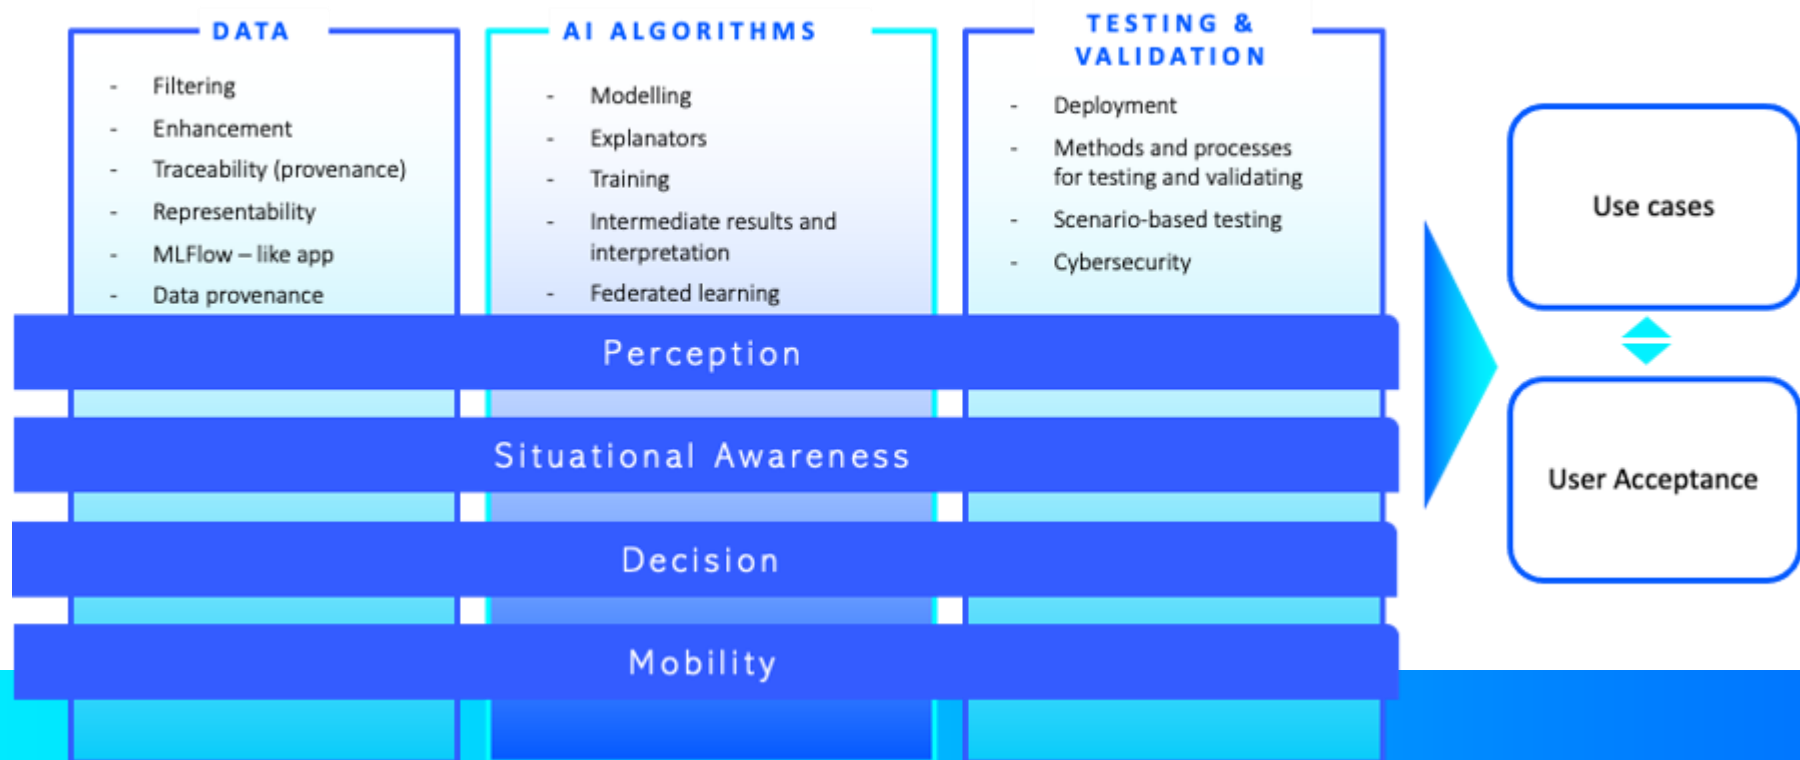 DATA
- Filtering
- Enhancement
- Traceability (provenance)
- Representability
- MLFlow – like app
- Data provenance
AI ALGORITHMS
- Modelling
- Explanators
- Training
- Intermediate results and
interpretation
- Federated learning
TESTING &
VALIDATION
- Deployment
- Methods and processes
for testing and validating
- Scenario-based testing
- Cybersecurity
Perception
Situational Awareness
Decision
Mobility
Use cases
User Acceptance